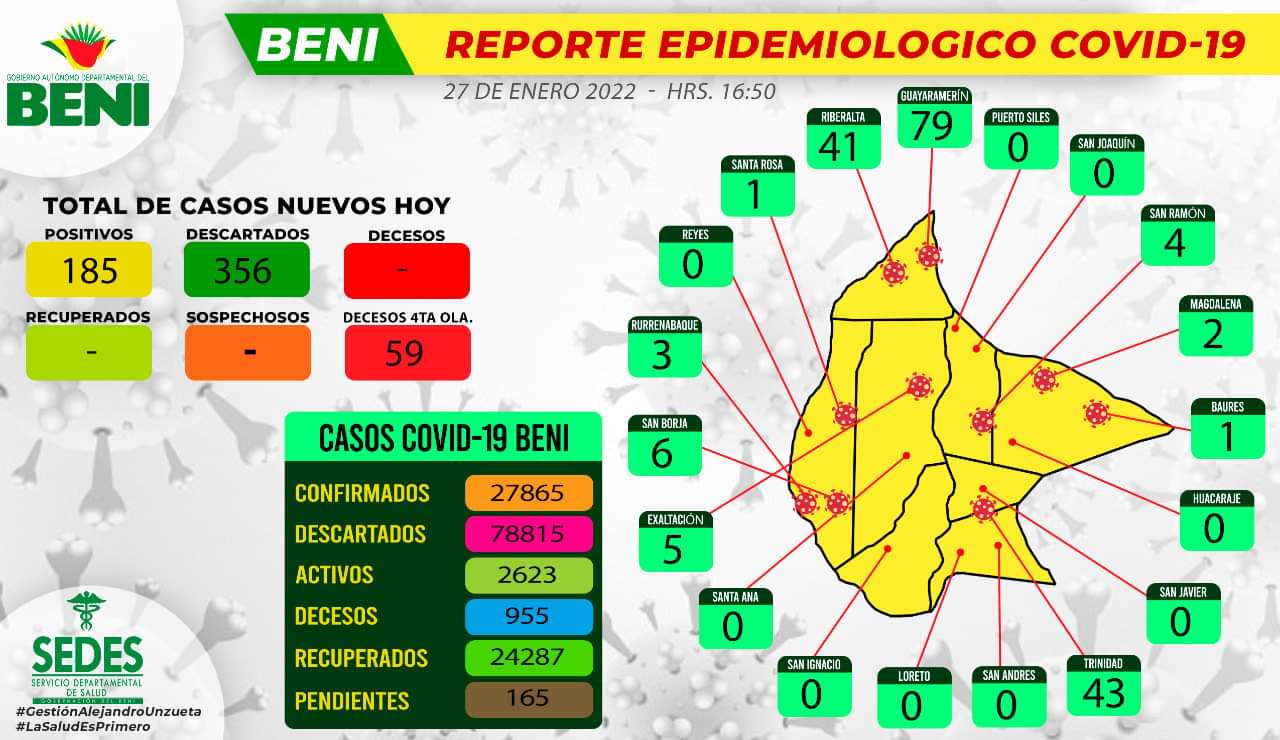 GOBIERNO AUTÓNOMO DEPARTAMENTAL DEL
BENI
BENI REPORTE EPIDEMIOLOGICO COVID-19
27 DE ENERO 2022 - HRS. 16:50
TOTAL DE CASOS NUEVOS HOY
POSITIVOS DESCARTADOS DECESOS
185 356 -
RECUPERADOS SOSPECHOSOS DECESOS 4TA OLA.
- - 59
CASOS COVID-19 BENI
CONFIRMADOS 27865
DESCARTADOS 78815
ACTIVOS 2623
DECESOS 955
RECUPERADOS 24287
PENDIENTES 165
GUAYARAMERÍN
79
RIBERALTA
41
PUERTO SILES
0
SAN JOAQUÍN
0
SANTA ROSA
1
SAN RAMÓN
4
REYES
0
MAGDALENA
2
RURRENABAQUE
3
BAURES
1
SAN BORJA
6
HUACARAJE
0
EXALTACIÓN
5
SAN JAVIER
0
SANTA ANA
0
SAN IGNACIO
0
LORETO
0
SAN ANDRES
0
TRINIDAD
43
SEDES
SERVICIO DEPARTAMENTAL
DE SALUD
GOBERNACIÓN DEL BENI
#GestiónAlejandroUnzueta
#LaSaludEsPrimero